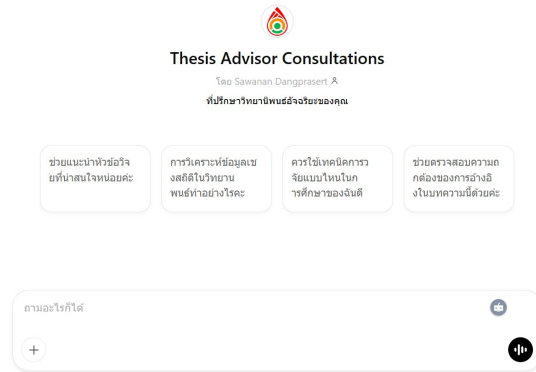 Thesis Advisor Consultations
โดย Sawanan Dangprasert
ที่ปรึกษาวิทยานิพนธ์อัจฉริยะของคุณ
ช่วยแนะนำหัวข้อวิจ
ัยที่น่าสนใจหน่อยค่ะ
การวิเคราะห์ข้อมูลเช
ิงสถิติในวิทยาน
ิพนธ์ทำอย่างไรคะ
ควรใช้เทคนิคการว
ิจัยแบบไหนในก
ารศึกษาของฉันดี
ช่วยตรวจสอบความถ
ูกต้องของการอ้างอิ
งในบทความนี้ด้วยค่ะ
ถามอะไรก็ได้